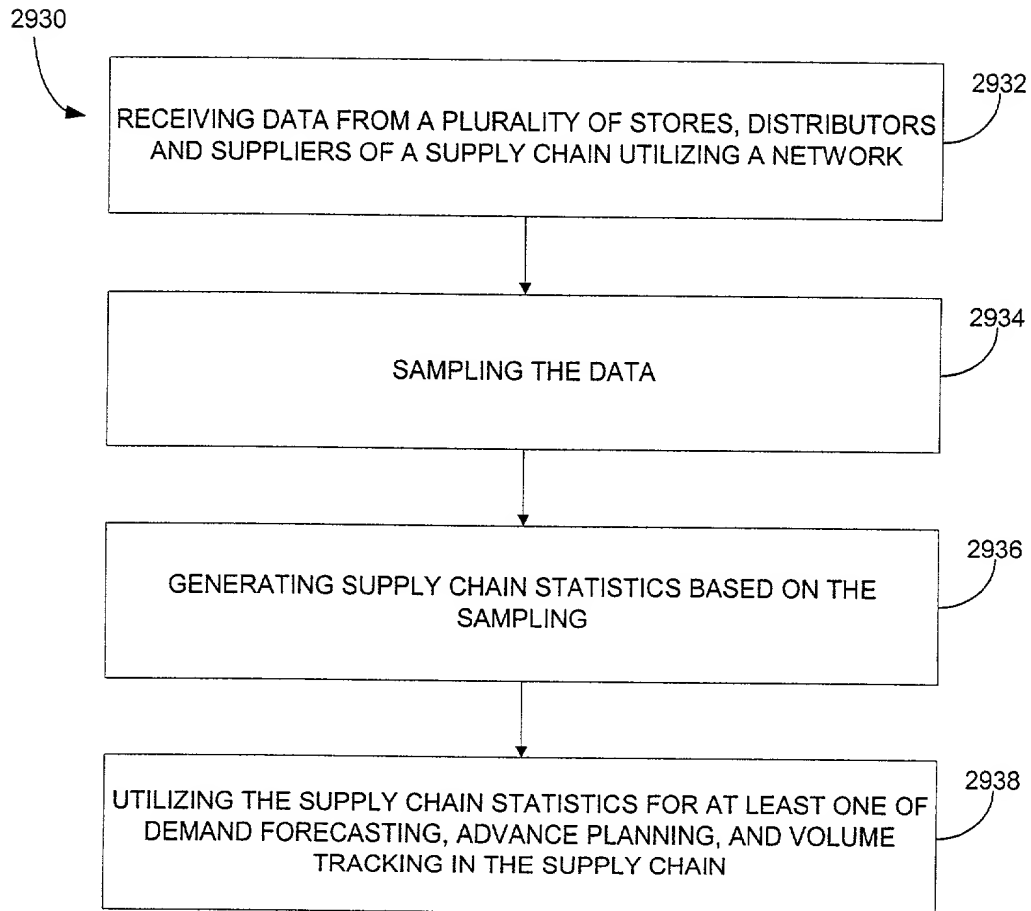 2930
2932
RECEIVING DATA FROM A PLURALITY OF STORES, DISTRIBUTORS
AND SUPPLIERS OF A SUPPLY CHAIN UTILIZING A NETWORK
2934
SAMPLING THE DATA
2936
GENERATING SUPPLY CHAIN STATISTICS BASED ON THE
SAMPLING
2938
UTILIZING THE SUPPLY CHAIN STATISTICS FOR AT LEAST ONE OF
DEMAND FORECASTING, ADVANCE PLANNING, AND VOLUME
TRACKING IN THE SUPPLY CHAIN